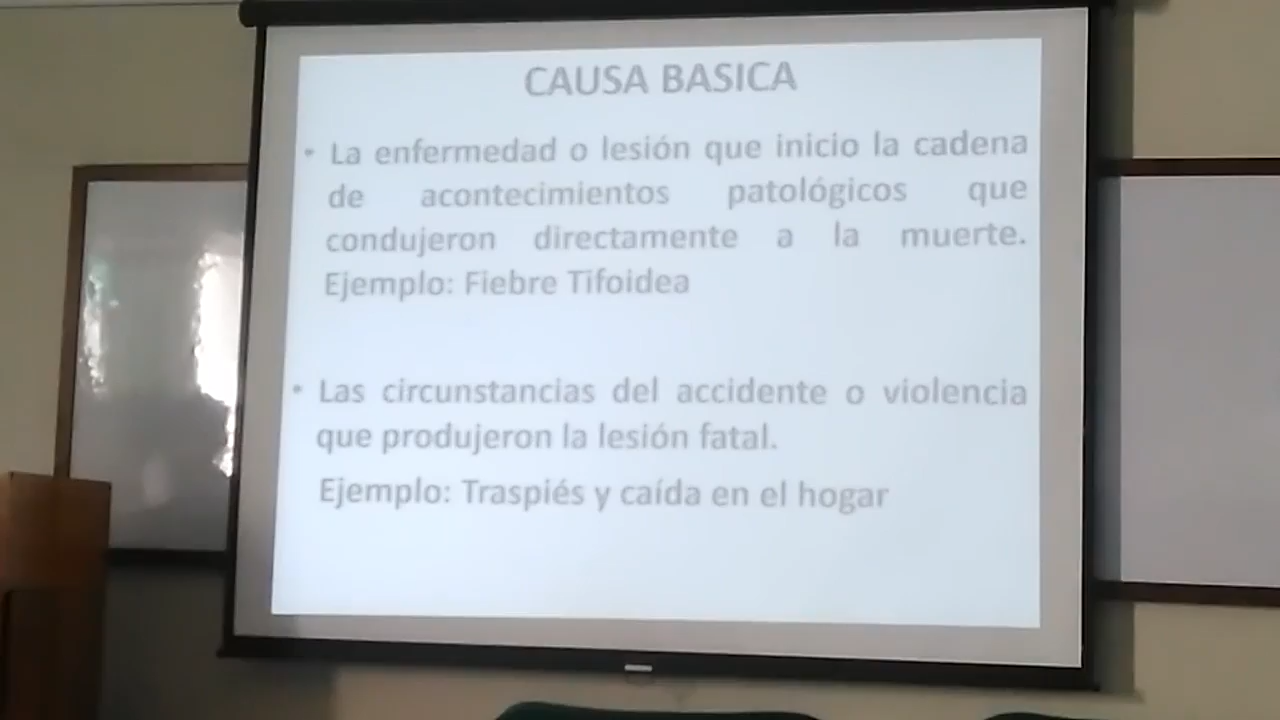 CAUSA BASICA
• La enfermedad o lesión que inicio la cadena
de acontecimientos patológicos que
condujeron directamente a la muerte.
Ejemplo: Fiebre Tifoidea
• Las circunstancias del accidente o violencia
que produjeron la lesión fatal.
Ejemplo: Traspiés y caída en el hogar